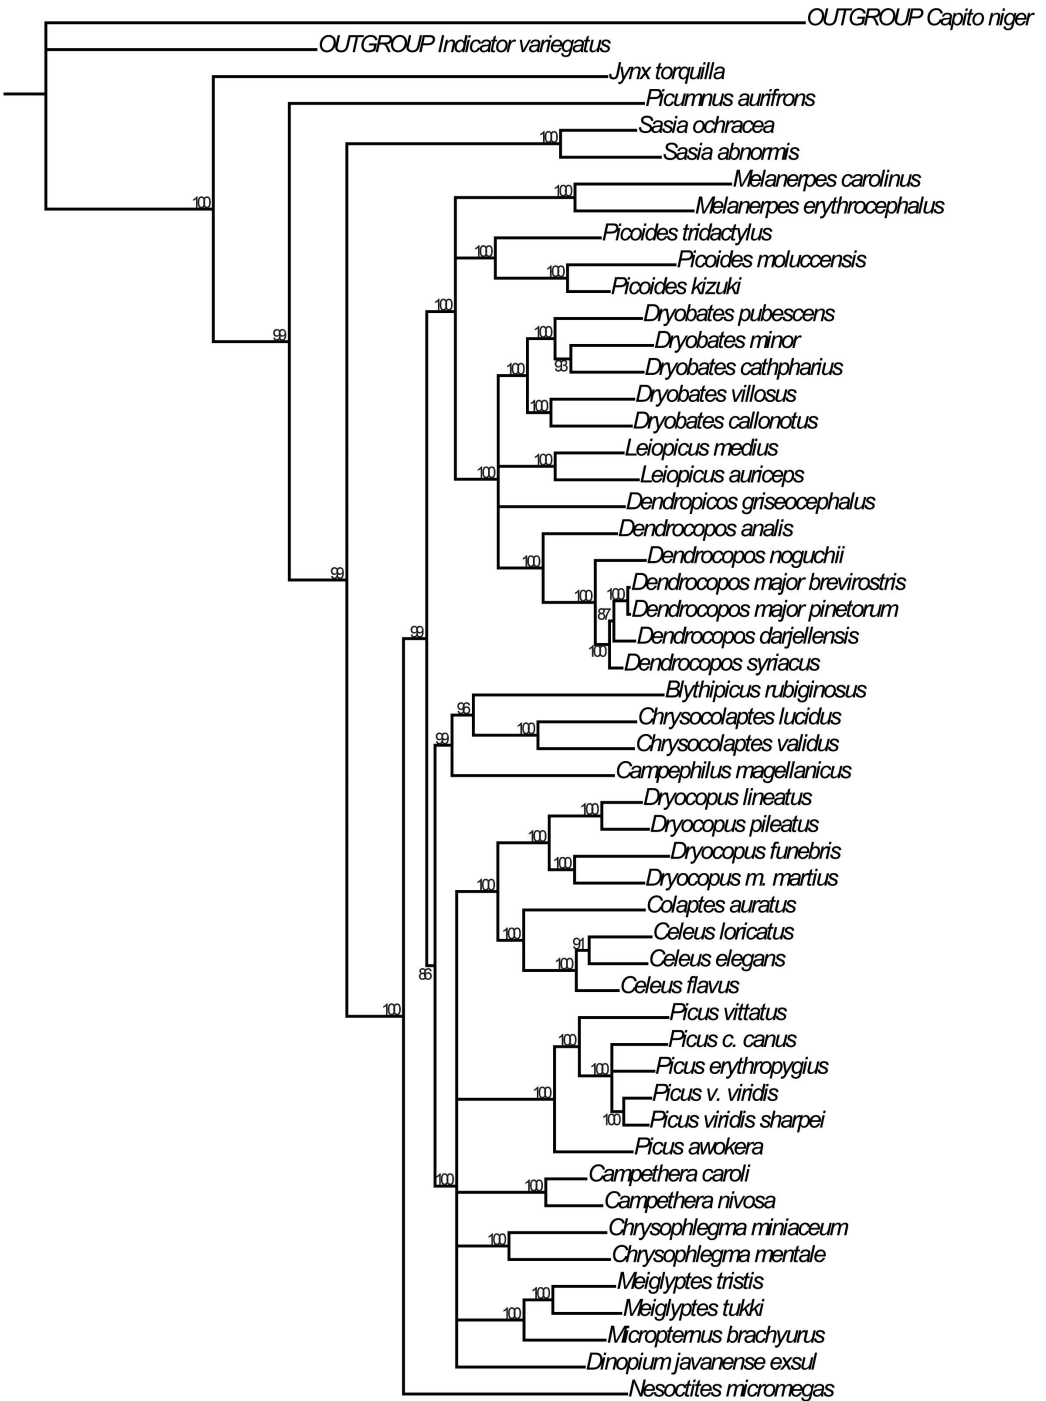 OUTGROUP Capito niger
OUTGROUP Indicator variegatus
Jynx torquilla
Picumnus aurifrons
Sasia ochracea
100
Sasia abnormis
Melanerpes carolinus
100
Melanerpes erythrocephalus
100
Picoides tridactylus
100
Picoides moluccensis
100
Picoides kizuki
100
Dryobates pubescens
100
Dryobates minor
99
Dryobates cathpharius
93
100
Dryobates villosus
100
Dryobates callonotus
Leiopicus medius
100
Leiopicus auriceps
100
Dendropicos griseocephalus
Dendrocopos analis
100
Dendrocopos noguchii
99
Dendrocopos major brevirostris
100
100
Dendrocopos major pinetorum
87
Dendrocopos darjellensis
99
100
Dendrocopos syriacus
Blythipicus rubiginosus
96
Chrysocolaptes lucidus
100
Chrysocolaptes validus
99
Campephilus magellanicus
Dryocopus lineatus
100
Dryocopus pileatus
100
Dryocopus funebris
100
Dryocopus m. martius
100
Colaptes auratus
Celeus loricatus
100
91
Celeus elegans
100
86
Celeus flavus
Picus vittatus
100
Picus c. canus
100
Picus erythropygius
100
Picus v. viridis
100
Picus viridis sharpei
100
Picus awokera
Campethera caroli
100
100
Campethera nivosa
Chrysophlegma miniaceum
100
Chrysophlegma mentale
Meiglyptes tristis
100
Meiglyptes tukki
100
Micropternus brachyurus
Dinopium javanense exsul
Nesoctites micromegas